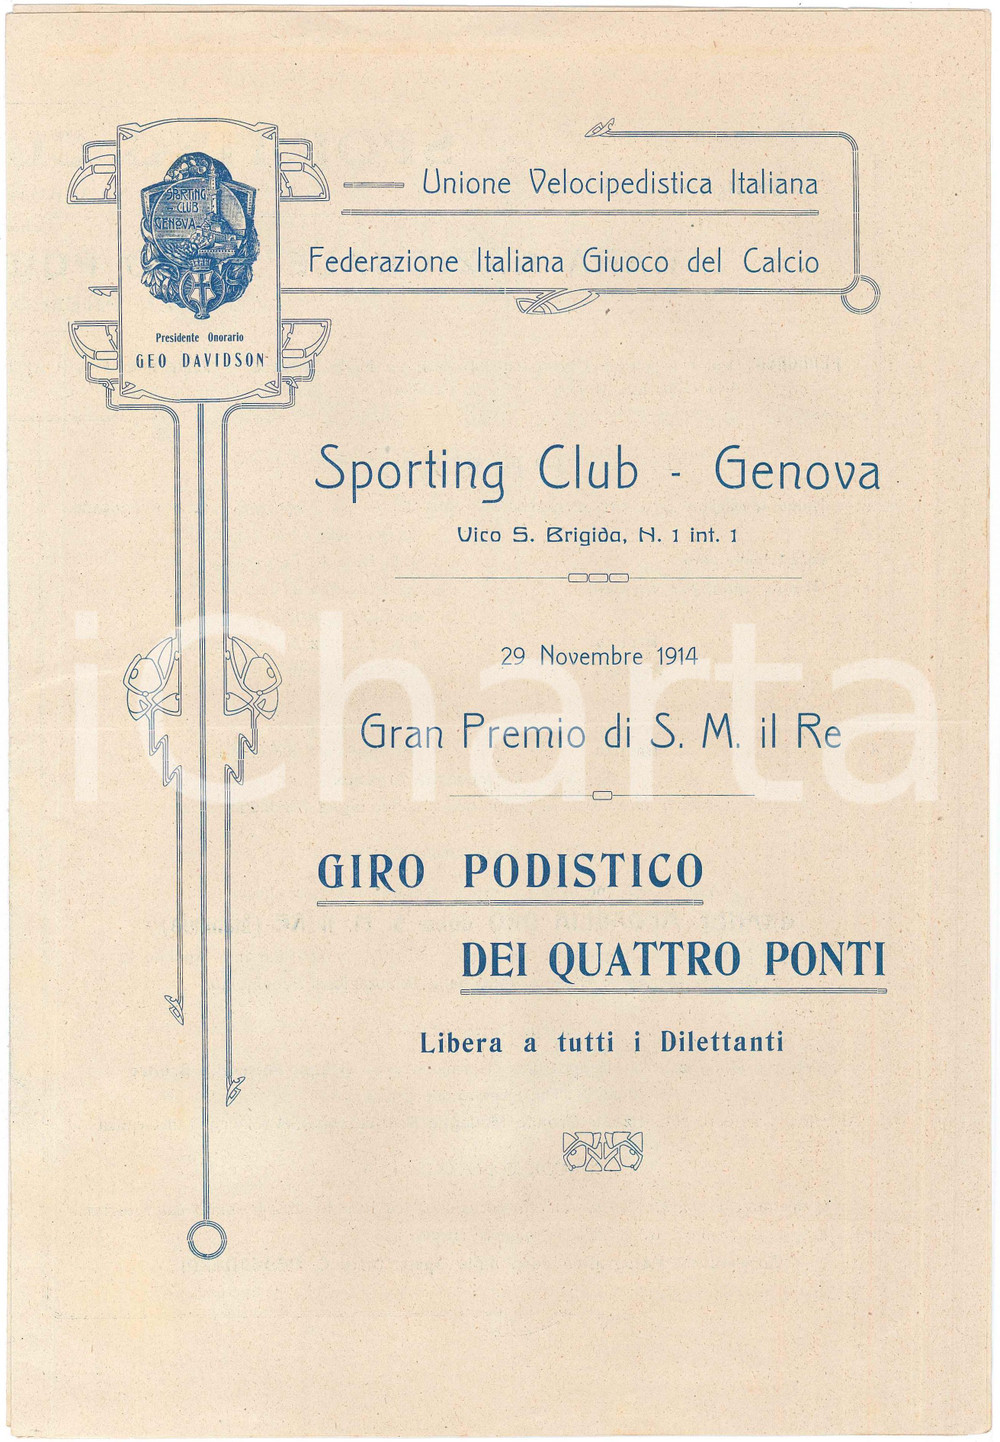 Unione Velocipedistica Italiana
Federazione Italiana Giuoco del Calcio
SPORTING
CLUB
GENOVA
Presidente Onorario
GEO DAVIDSON
Sporting Club - Genova
Vico S. Brigida, N. 1 int. 1
29 Novembre 1914
Gran Premio di S. M. il Re
GIRO PODISTICO
DEI QUATTRO PONTI
Libera a tutti i Dilettanti
iCharta